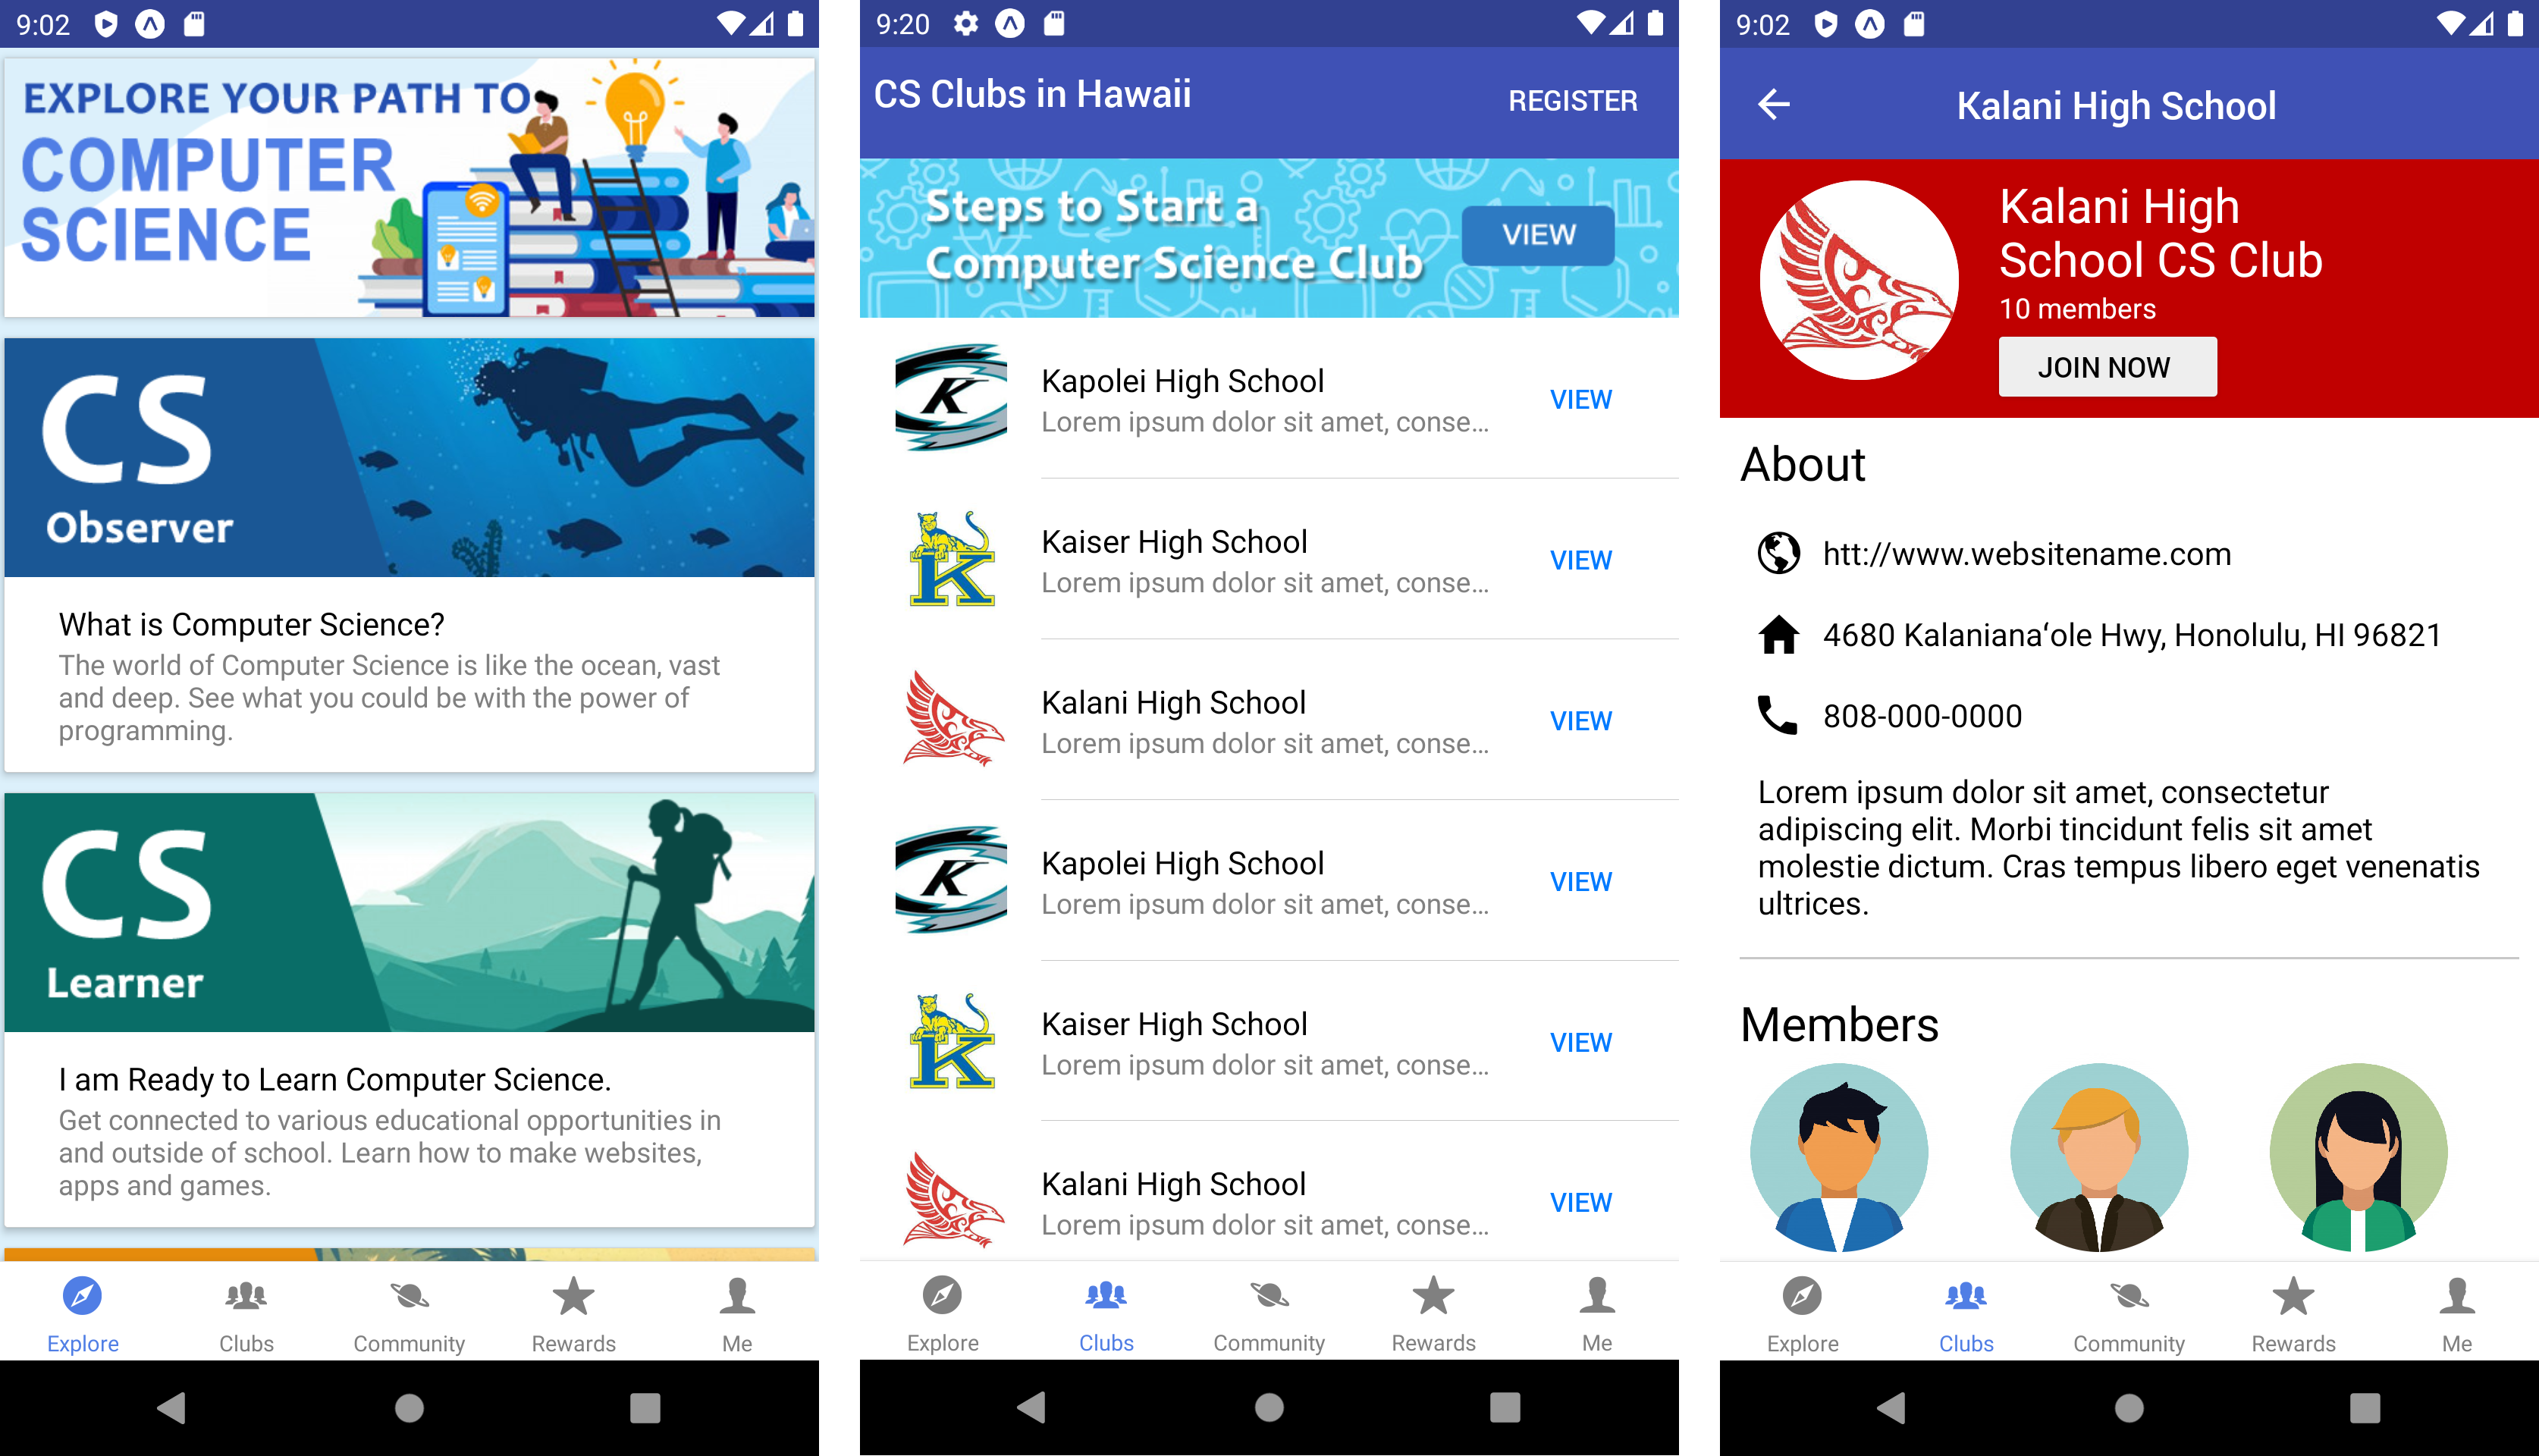 9:02
EXPLORE YOUR PATH TO
COMPUTER
SCIENCE
CS
Observer
What is Computer Science?
The world of Computer Science is like the ocean, vast
and deep. See what you could be with the power of
programming.
CS
Learner
I am Ready to Learn Computer Science.
Get connected to various educational opportunities in
and outside of school. Learn how to make websites,
apps and games.
Explore Clubs Community Rewards Me
9:20
CS Clubs in Hawaii REGISTER
Steps to Start a
Computer Science Club
VIEW
K
Kapolei High School
Lorem ipsum dolor sit amet, conse...
VIEW
K
Kaiser High School
Lorem ipsum dolor sit amet, conse...
VIEW
Kalani High School
Lorem ipsum dolor sit amet, conse...
VIEW
K
Kapolei High School
Lorem ipsum dolor sit amet, conse...
VIEW
K
Kaiser High School
Lorem ipsum dolor sit amet, conse...
VIEW
Kalani High School
Lorem ipsum dolor sit amet, conse...
VIEW
Explore Clubs Community Rewards Me
9:02
Kalani High School
Kalani High
School CS Club
10 members
JOIN NOW
About
htt://www.websitename.com
4680 Kalanianaʻole Hwy, Honolulu, HI 96821
808-000-0000
Lorem ipsum dolor sit amet, consectetur
adipiscing elit. Morbi tincidunt felis sit amet
molestie dictum. Cras tempus libero eget venenatis
ultrices.
Members
Explore Clubs Community Rewards Me